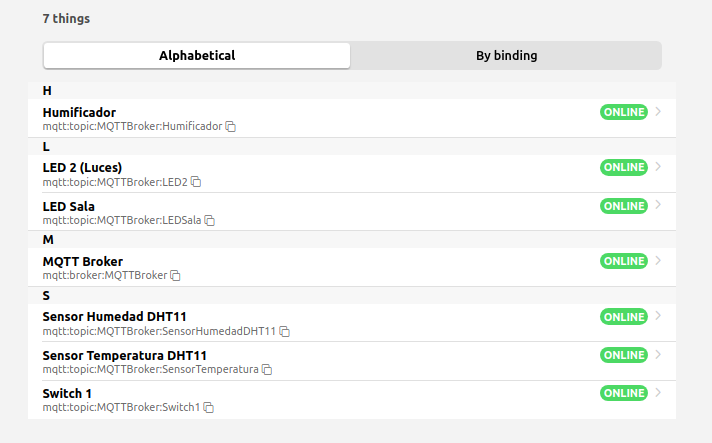 7 things
Alphabetical
By binding
H
Humificador
ONLINE
mqtt:topic:MQTTBroker:Humificador
L
LED 2 (Luces)
ONLINE
mqtt:topic:MQTTBroker:LED2
LED Sala
ONLINE
mqtt:topic:MQTTBroker:LEDSala
M
MQTT Broker
ONLINE
mqtt:broker:MQTTBroker
S
Sensor Humedad DHT11
ONLINE
mqtt:topic:MQTTBroker:SensorHumedadDHT11
Sensor Temperatura DHT11
ONLINE
mqtt:topic:MQTTBroker:SensorTemperatura
Switch 1
ONLINE
mqtt:topic:MQTTBroker:Switch1